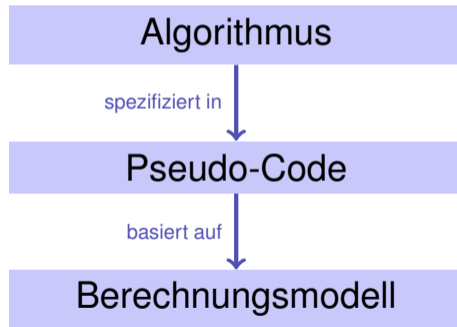 Algorithmus
spezifiziert in
Pseudo-Code
basiert auf
Berechnungsmodell